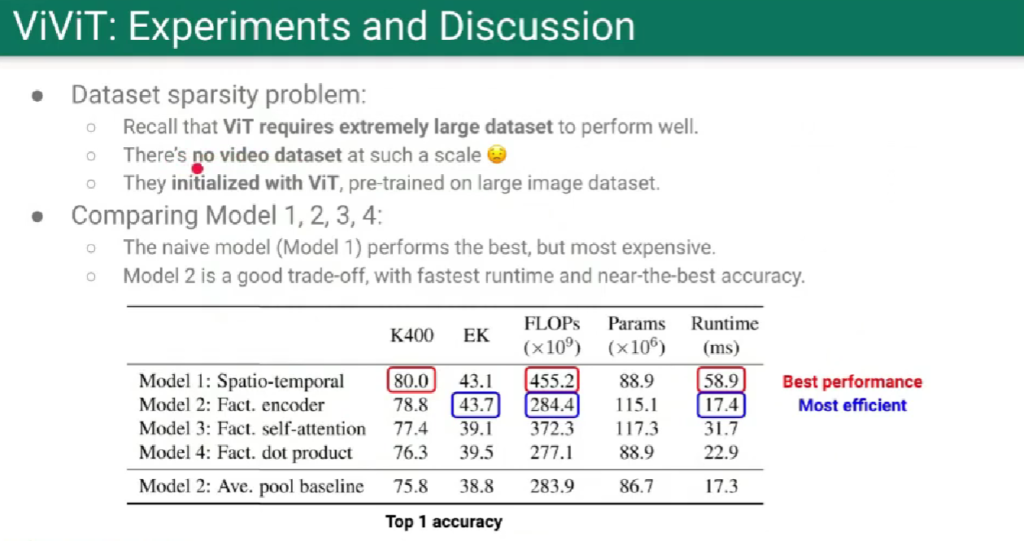 ViViT: Experiments and Discussion
● Dataset sparsity problem:
○ Recall that ViT requires extremely large dataset to perform well.
○ There's no video dataset at such a scale 😟
○ They initialized with ViT, pre-trained on large image dataset.
● Comparing Model 1, 2, 3, 4:
○ The naive model (Model 1) performs the best, but most expensive.
○ Model 2 is a good trade-off, with fastest runtime and near-the-best accuracy.
K400 EK FLOPs (×10⁹) Params (×10⁶) Runtime (ms)
Model 1: Spatio-temporal 80.0 43.1 455.2 88.9 58.9 Best performance
Model 2: Fact. encoder 78.8 43.7 284.4 115.1 17.4 Most efficient
Model 3: Fact. self-attention 77.4 39.1 372.3 117.3 31.7
Model 4: Fact. dot product 76.3 39.5 277.1 88.9 22.9
Model 2: Ave. pool baseline 75.8 38.8 283.9 86.7 17.3
Top 1 accuracy